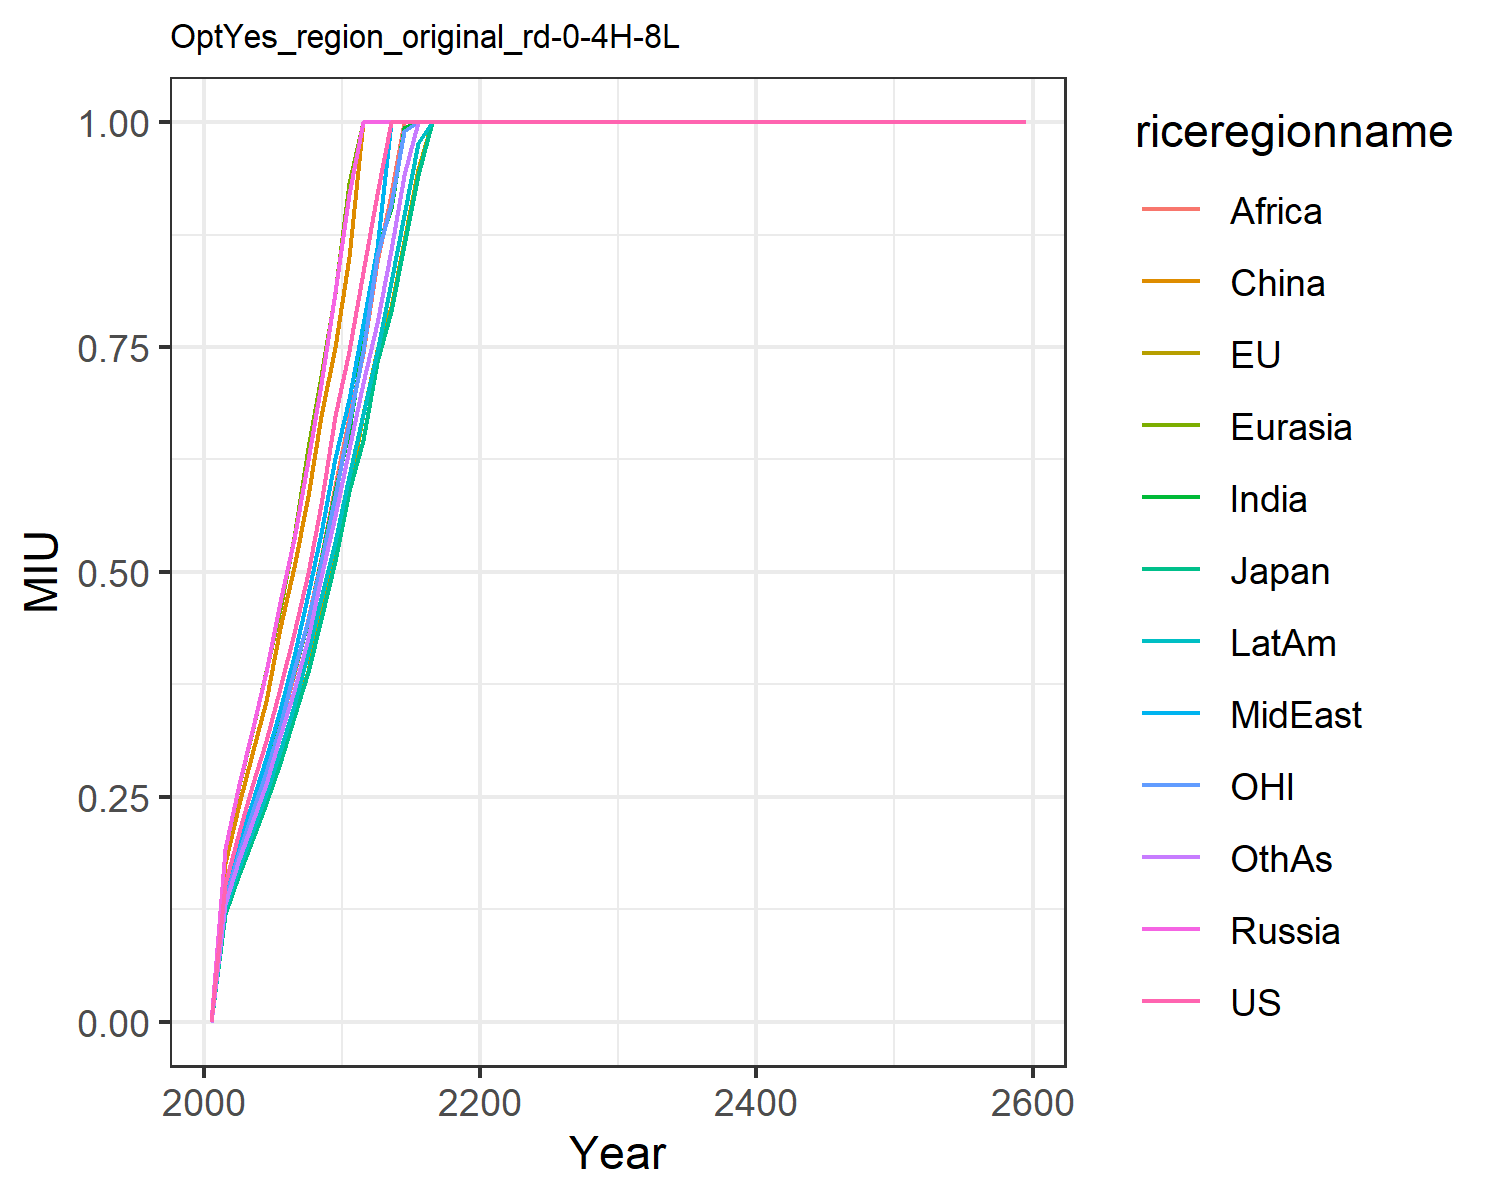 OptYes_region_original_rd-0-4H-8L
1.00
0.75
0.50
0.25
0.00
MIU
2000
2200
2400
2600
Year
riceregionname
Africa
China
EU
Eurasia
India
Japan
LatAm
MidEast
OHI
OthAs
Russia
US